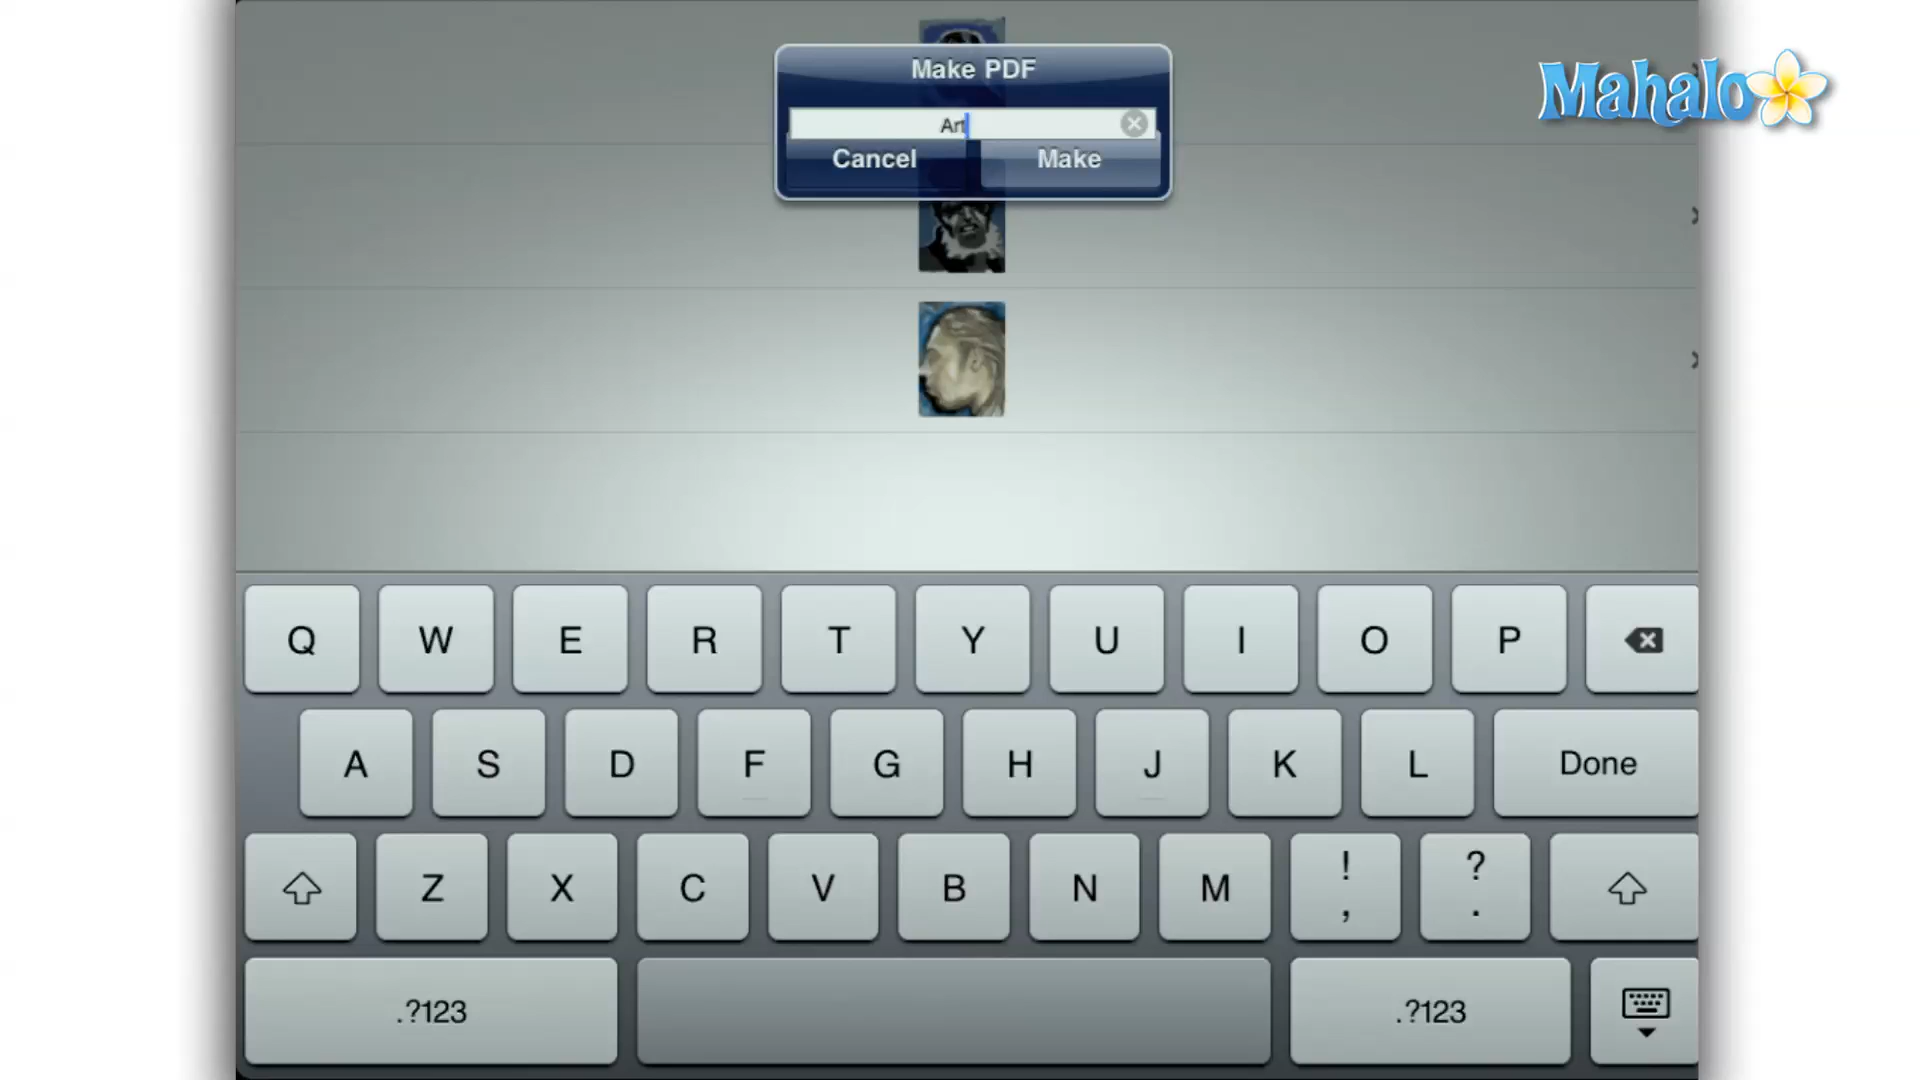 Make PDF
Mahalo
Art
Cancel Make
Q W E R T Y U I O P
A S D F G H J K L Done
Z X C V B N M ! , ? .
.?123 .?123